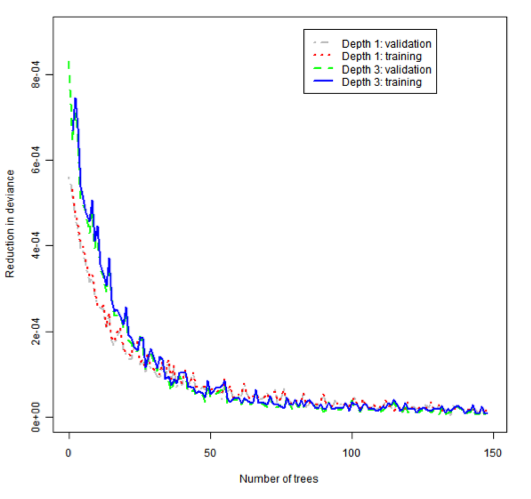 Depth 1: validation
Depth 1: training
Depth 3: validation
Depth 3: training
8e-04
6e-04
4e-04
2e-04
0e+00
Reduction in deviance
0
50
100
150
Number of trees